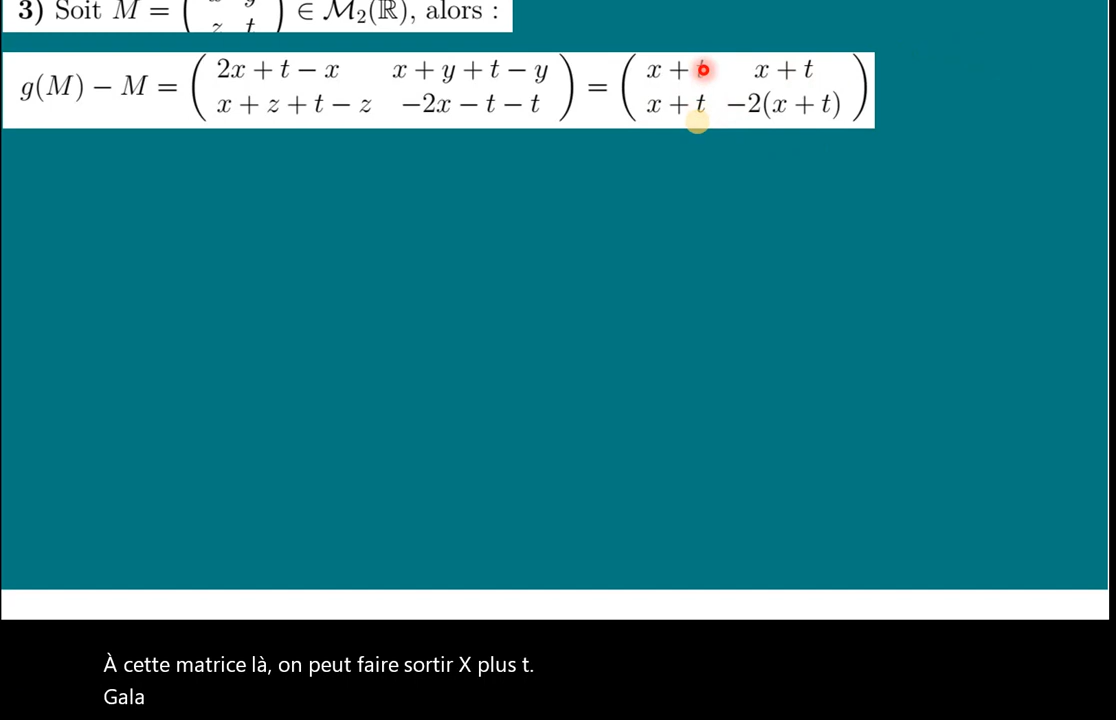 3) Soit M = ( ) ∈ M₂(ℝ), alors :
z t
g(M) − M = ( 2x + t − x x + y + t − y ) = ( x + t x + t )
( x + z + t − z −2x − t − t ) ( x + t −2(x + t) )
À cette matrice là, on peut faire sortir X plus t.
Gala